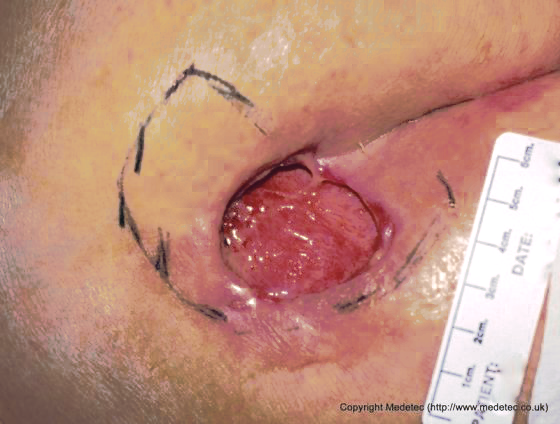 6cm.
5cm.
4cm.
3cm.
2cm.
1cm.
DATE:
PATIENT:
Copyright Medetec (http://www.medetec.co.uk)